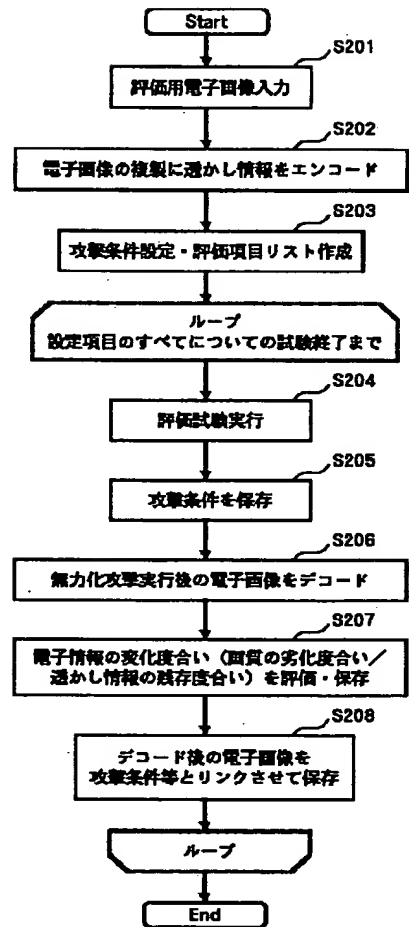 Start
S201
評価用電子画像入力
S202
電子画像の複製に透かし情報をエンコード
S203
攻撃条件設定・評価項目リスト作成
ループ
設定項目のすべてについての試験終了まで
S204
評価試験実行
S205
攻撃条件を保存
S206
無力化攻撃実行後の電子画像をデコード
S207
電子情報の変化度合い（画質の劣化度合い／
透かし情報の残存度合い）を評価・保存
S208
デコード後の電子画像を
攻撃条件等とリンクさせて保存
ループ
End